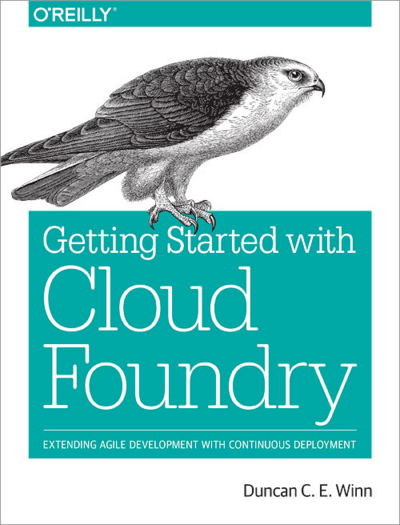 O'REILLY®
Getting Started with
Cloud
Foundry
EXTENDING AGILE DEVELOPMENT WITH CONTINUOUS DEPLOYMENT
Duncan C. E. Winn